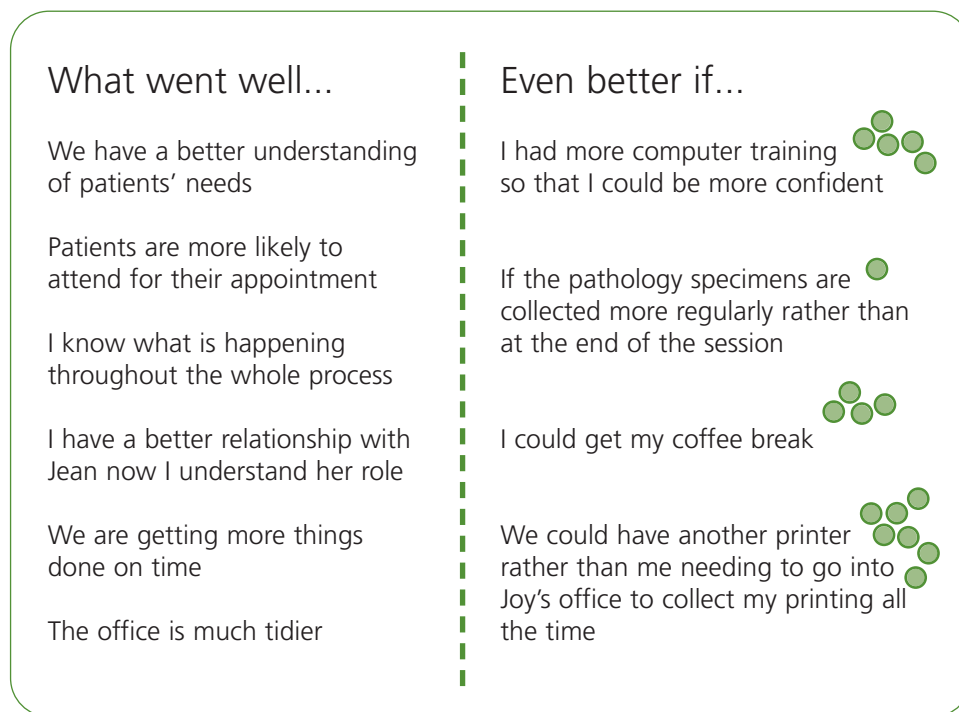 What went well...
We have a better understanding
of patients’ needs
Patients are more likely to
attend for their appointment
I know what is happening
throughout the whole process
I have a better relationship with
Jean now I understand her role
We are getting more things
done on time
The office is much tidier
Even better if...
I had more computer training
so that I could be more confident
If the pathology specimens are
collected more regularly rather than
at the end of the session
I could get my coffee break
We could have another printer
rather than me needing to go into
Joy’s office to collect my printing all
the time